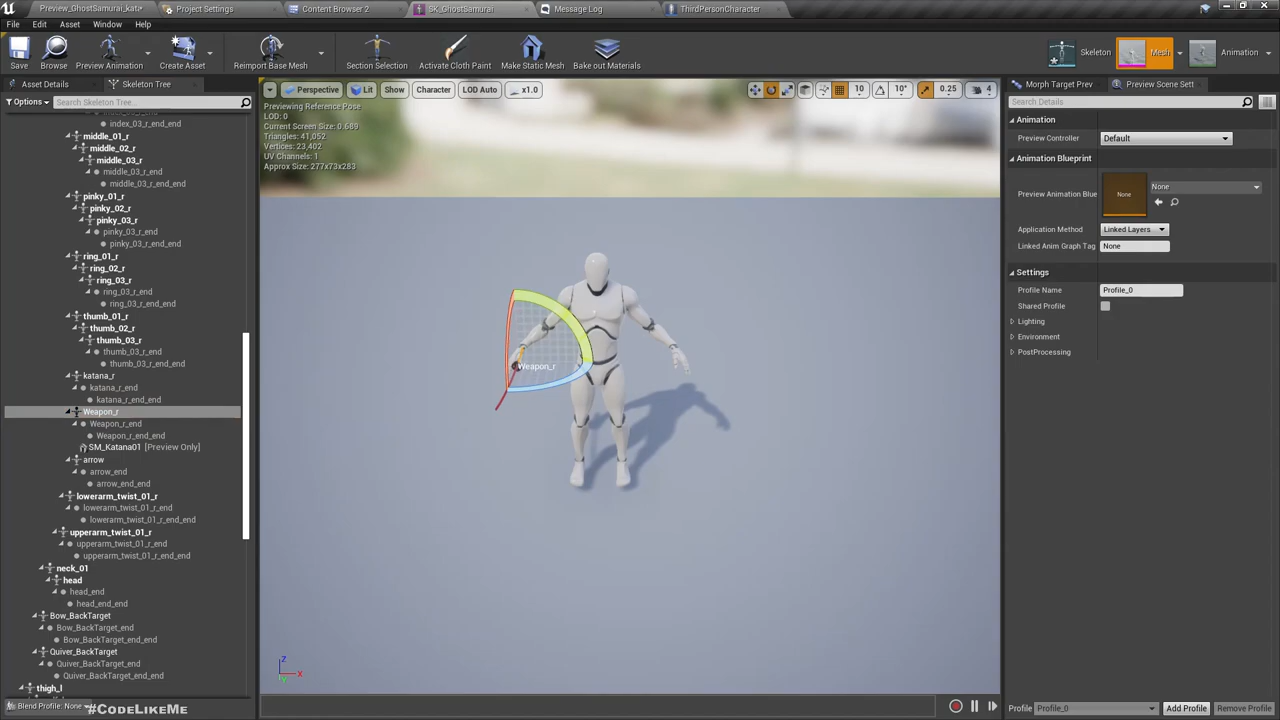 Preview_GhostSamurai_kata*
Project Settings
Content Browser 2
SK_GhostSamurai
Message Log
ThirdPersonCharacter
File Edit Asset Window Help
Save
Browse
Preview Animation
Create Asset
Reimport Base Mesh
Section Selection
Activate Cloth Paint
Make Static Mesh
Bake out Materials
Skeleton
Mesh
Animation
Asset Details
Skeleton Tree
Options
Search Skeleton Tree...
index_03_r_end
middle_01_r
middle_02_r
middle_03_r
middle_03_r_end
middle_03_r_end_end
pinky_01_r
pinky_02_r
pinky_03_r
pinky_03_r_end
pinky_03_r_end_end
ring_01_r
ring_02_r
ring_03_r
ring_03_r_end
ring_03_r_end_end
thumb_01_r
thumb_02_r
thumb_03_r
thumb_03_r_end
thumb_03_r_end_end
katana_r
katana_r_end
katana_r_end_end
Weapon_r
Weapon_r_end
Weapon_r_end_end
SM_Katana01 [Preview Only]
arrow
arrow_end
arrow_end_end
lowerarm_twist_01_r
lowerarm_twist_01_r_end
lowerarm_twist_01_r_end_end
upperarm_twist_01_r
upperarm_twist_01_r_end
upperarm_twist_01_r_end_end
neck_01
head
head_end
head_end_end
Bow_BackTarget
Bow_BackTarget_end
Bow_BackTarget_end_end
Quiver_BackTarget
Quiver_BackTarget_end
Quiver_BackTarget_end_end
thigh_l
Blend Profile: None
#CodeLikeMe
Perspective
Lit
Show
Character
LOD Auto
x1.0
10
10°
0.25
4
Previewing Reference Pose
LOD: 0
Current Screen Size: 0.689
Triangles: 41,052
Vertices: 23,402
UV Channels: 1
Approx Size: 277x73x283
Weapon_r
Z
X
Y
Morph Target Prev
Preview Scene Sett
Search Details
Animation
Preview Controller
Default
Animation Blueprint
Preview Animation Blue
None
None
Application Method
Linked Layers
Linked Anim Graph Tag
None
Settings
Profile Name
Profile_0
Shared Profile
Lighting
Environment
PostProcessing
Profile
Profile_0
Add Profile
Remove Profile